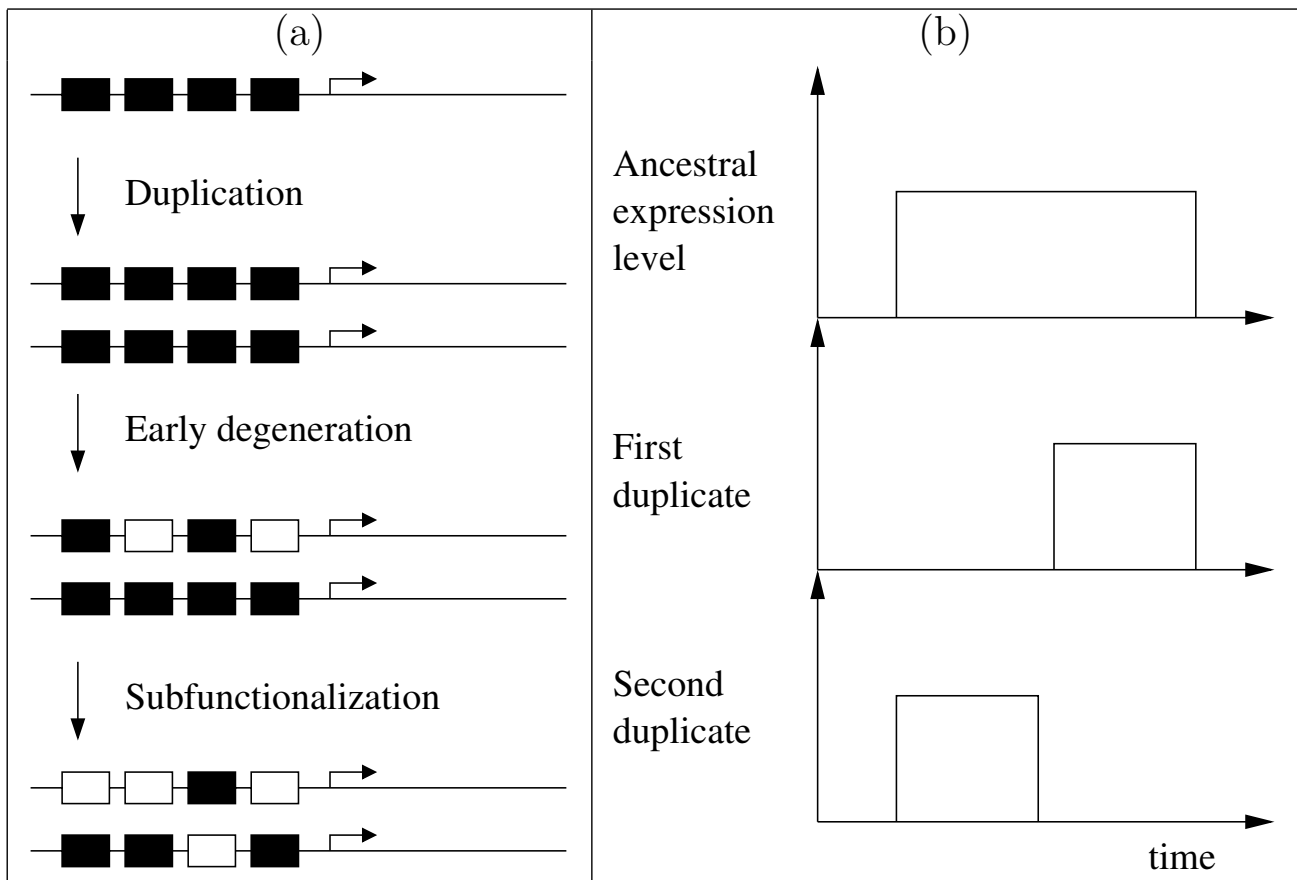 (a)
Duplication
Early degeneration
Subfunctionalization
(b)
Ancestral
expression
level
First
duplicate
Second
duplicate
time